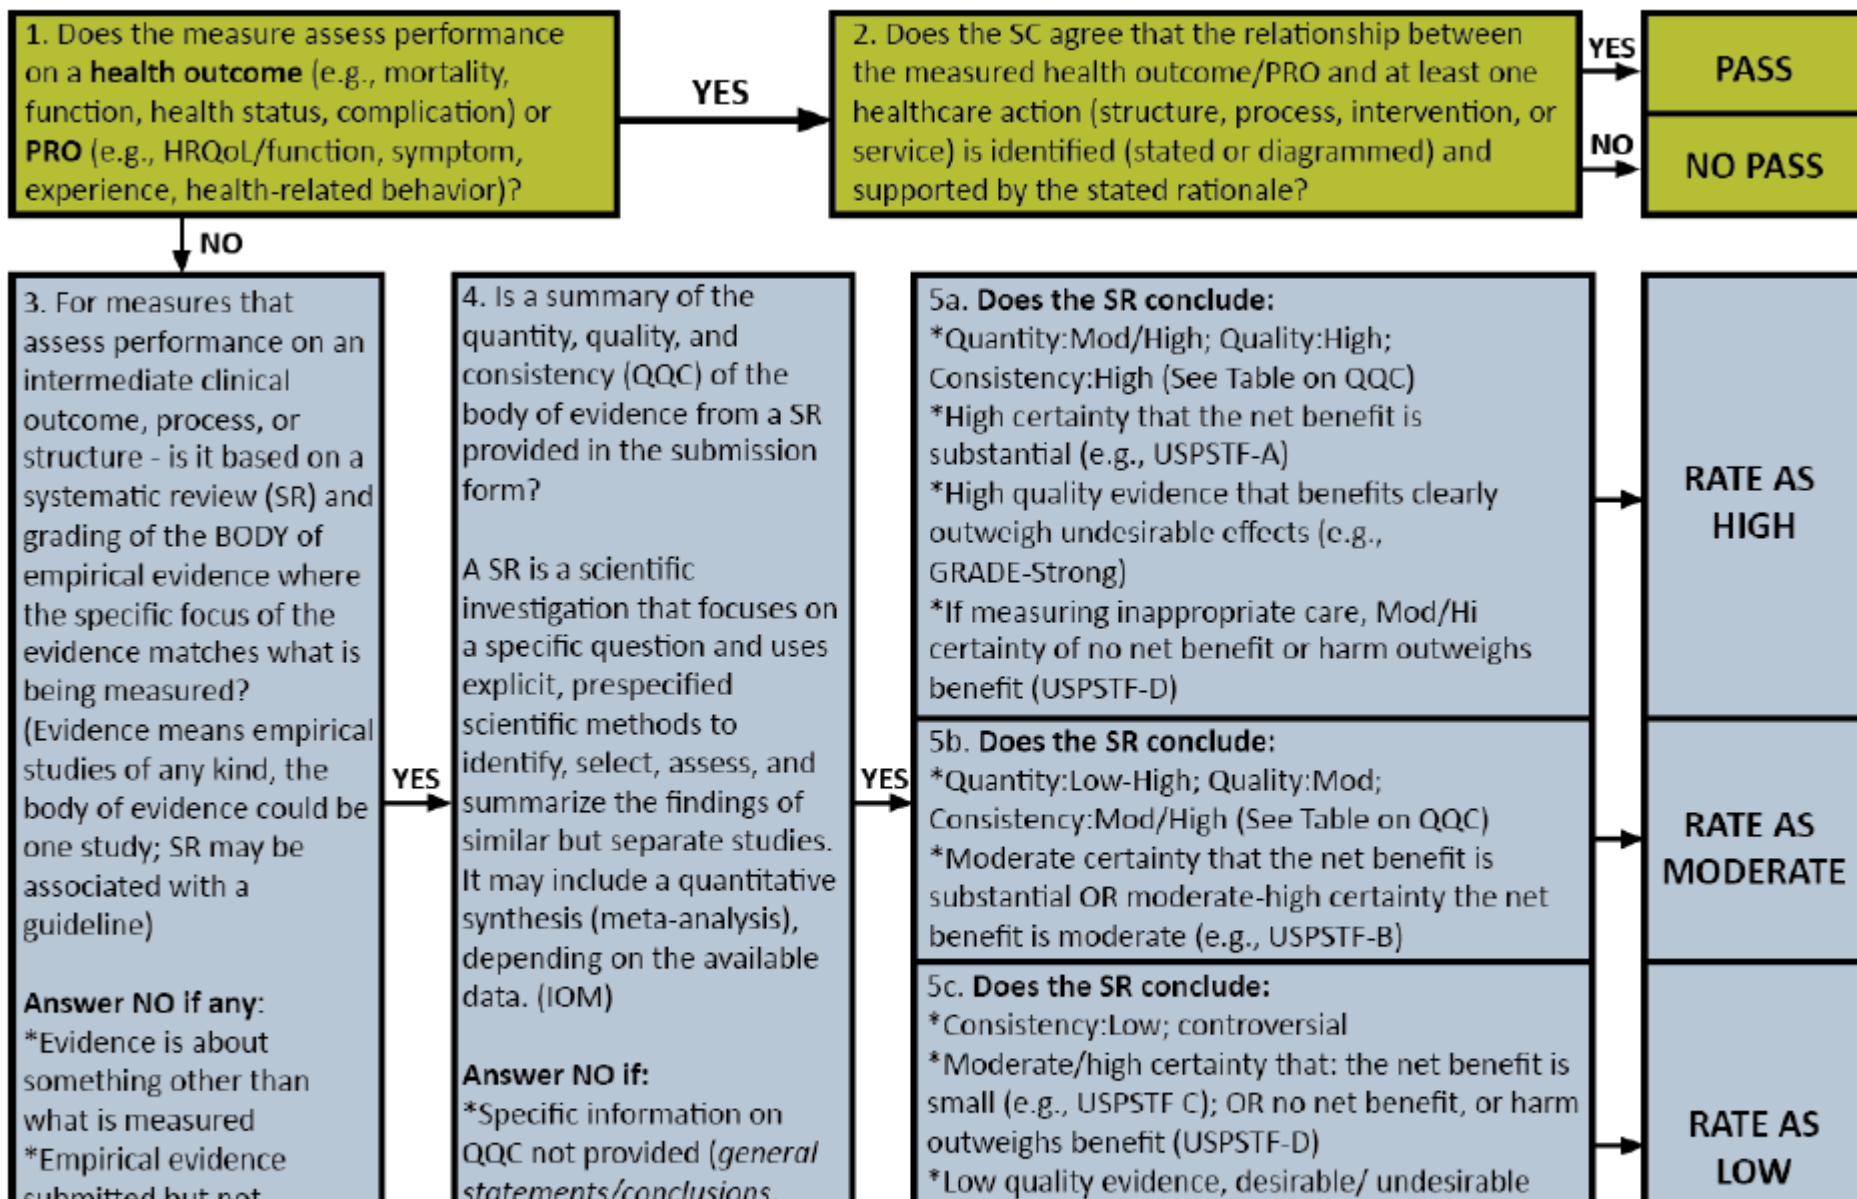 1. Does the measure assess performance
on a health outcome (e.g., mortality,
function, health status, complication) or
PRO (e.g., HRQoL/function, symptom,
experience, health-related behavior)?
YES
2. Does the SC agree that the relationship between
the measured health outcome/PRO and at least one
healthcare action (structure, process, intervention, or
service) is identified (stated or diagrammed) and
supported by the stated rationale?
YES
PASS
NO
NO PASS
NO
3. For measures that
assess performance on an
intermediate clinical
outcome, process, or
structure - is it based on a
systematic review (SR) and
grading of the BODY of
empirical evidence where
the specific focus of the
evidence matches what is
being measured?
(Evidence means empirical
studies of any kind, the
body of evidence could be
one study; SR may be
associated with a
guideline)
Answer NO if any:
*Evidence is about
something other than
what is measured
*Empirical evidence
submitted but not
YES
4. Is a summary of the
quantity, quality, and
consistency (QQC) of the
body of evidence from a SR
provided in the submission
form?
A SR is a scientific
investigation that focuses on
a specific question and uses
explicit, prespecified
scientific methods to
identify, select, assess, and
summarize the findings of
similar but separate studies.
It may include a quantitative
synthesis (meta-analysis),
depending on the available
data. (IOM)
Answer NO if:
*Specific information on
QQC not provided (general
statements/conclusions
YES
5a. Does the SR conclude:
*Quantity:Mod/High; Quality:High;
Consistency:High (See Table on QQC)
*High certainty that the net benefit is
substantial (e.g., USPSTF-A)
*High quality evidence that benefits clearly
outweigh undesirable effects (e.g.,
GRADE-Strong)
*If measuring inappropriate care, Mod/Hi
certainty of no net benefit or harm outweighs
benefit (USPSTF-D)
RATE AS
HIGH
5b. Does the SR conclude:
*Quantity:Low-High; Quality:Mod;
Consistency:Mod/High (See Table on QQC)
*Moderate certainty that the net benefit is
substantial OR moderate-high certainty the net
benefit is moderate (e.g., USPSTF-B)
RATE AS
MODERATE
5c. Does the SR conclude:
*Consistency:Low; controversial
*Moderate/high certainty that: the net benefit is
small (e.g., USPSTF C); OR no net benefit, or harm
outweighs benefit (USPSTF-D)
*Low quality evidence, desirable/ undesirable
RATE AS
LOW